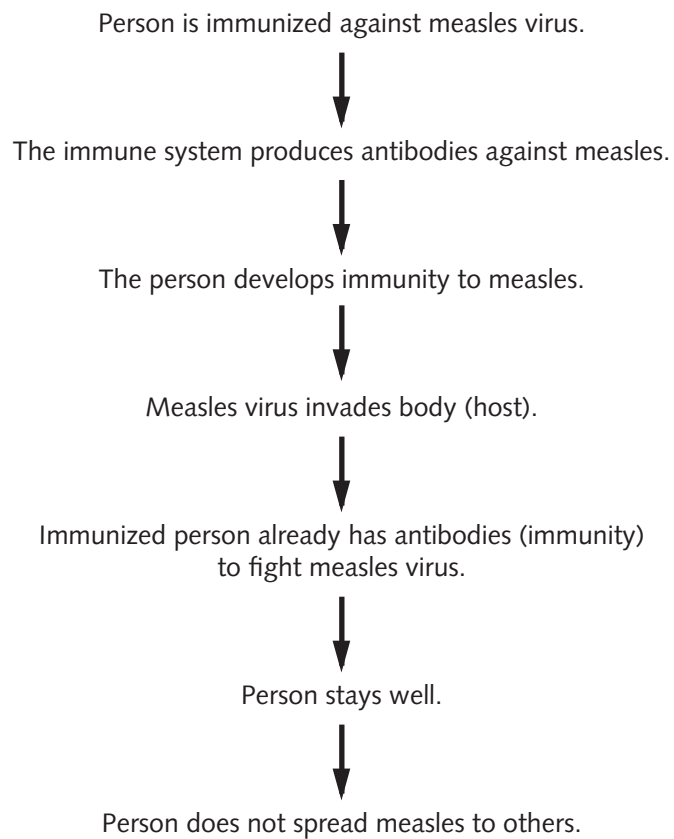 Person is immunized against measles virus.
The immune system produces antibodies against measles.
The person develops immunity to measles.
Measles virus invades body (host).
Immunized person already has antibodies (immunity)
to fight measles virus.
Person stays well.
Person does not spread measles to others.